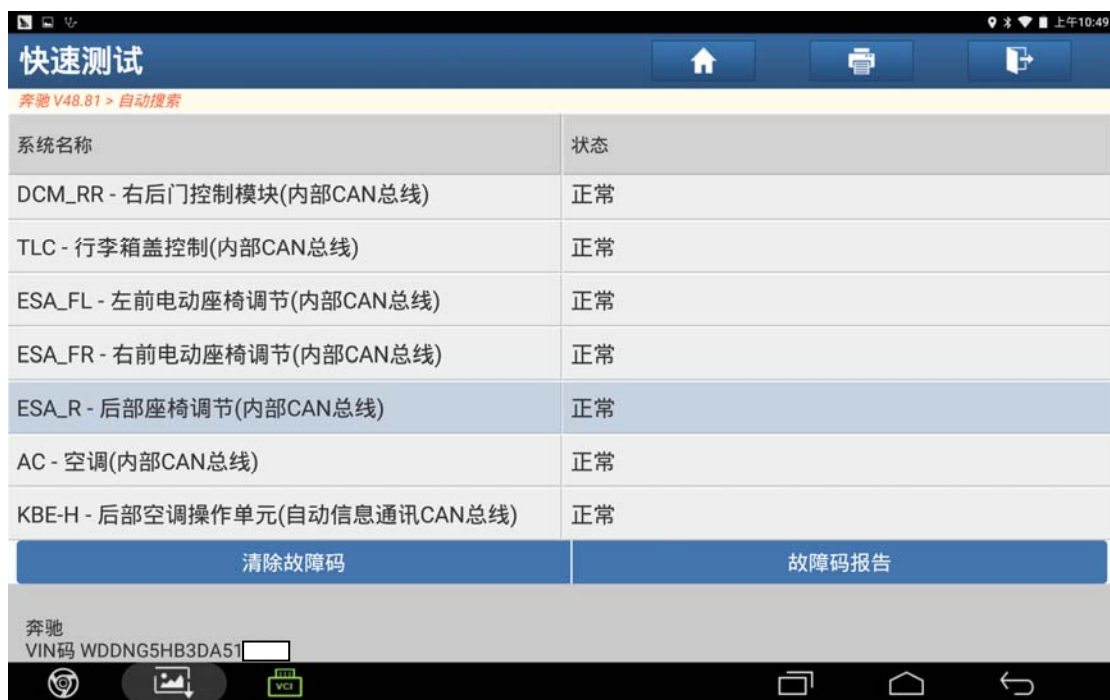 上午10:49
快速测试
奔驰 V48.81 > 自动搜索
系统名称 状态
DCM_RR - 右后门控制模块(内部CAN总线) 正常
TLC - 行李箱盖控制(内部CAN总线) 正常
ESA_FL - 左前电动座椅调节(内部CAN总线) 正常
ESA_FR - 右前电动座椅调节(内部CAN总线) 正常
ESA_R - 后部座椅调节(内部CAN总线) 正常
AC - 空调(内部CAN总线) 正常
KBE-H - 后部空调操作单元(自动信息通讯CAN总线) 正常
清除故障码 故障码报告
奔驰
VIN码 WDDNG5HB3DA51
VCI